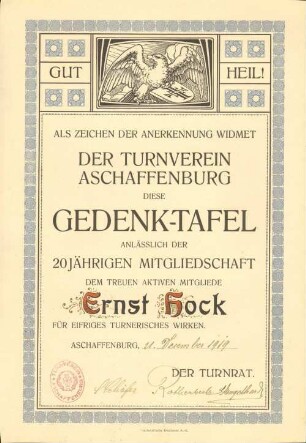 GUT HEIL!
ALS ZEICHEN DER ANERKENNUNG WIDMET
DER TURNVEREIN
ASCHAFFENBURG
DIESE
GEDENK-TAFEL
ANLÄSSLICH DER
20JÄHRIGEN MITGLIEDSCHAFT
DEM TREUEN AKTIVEN MITGLIEDE
Ernst Hock
FÜR EIFRIGES TURNERISCHES WIRKEN.
ASCHAFFENBURG, 1919
DER TURNRAT.